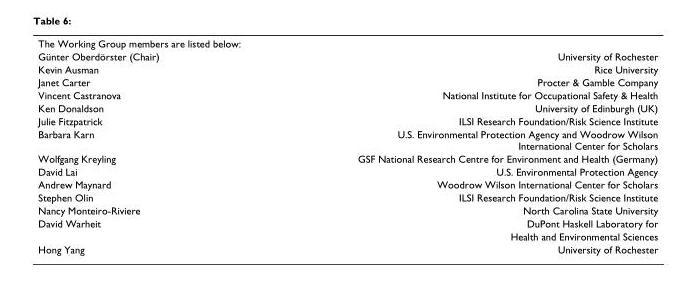 Table 6:
The Working Group members are listed below:
Günter Oberdörster (Chair) University of Rochester
Kevin Ausman Rice University
Janet Carter Procter & Gamble Company
Vincent Castranova National Institute for Occupational Safety & Health
Ken Donaldson University of Edinburgh (UK)
Julie Fitzpatrick ILSI Research Foundation/Risk Science Institute
Barbara Karn U.S. Environmental Protection Agency and Woodrow Wilson
International Center for Scholars
Wolfgang Kreyling GSF National Research Centre for Environment and Health (Germany)
David Lai U.S. Environmental Protection Agency
Andrew Maynard Woodrow Wilson International Center for Scholars
Stephen Olin ILSI Research Foundation/Risk Science Institute
Nancy Monteiro-Riviere North Carolina State University
David Warheit DuPont Haskell Laboratory for
Health and Environmental Sciences
Hong Yang University of Rochester